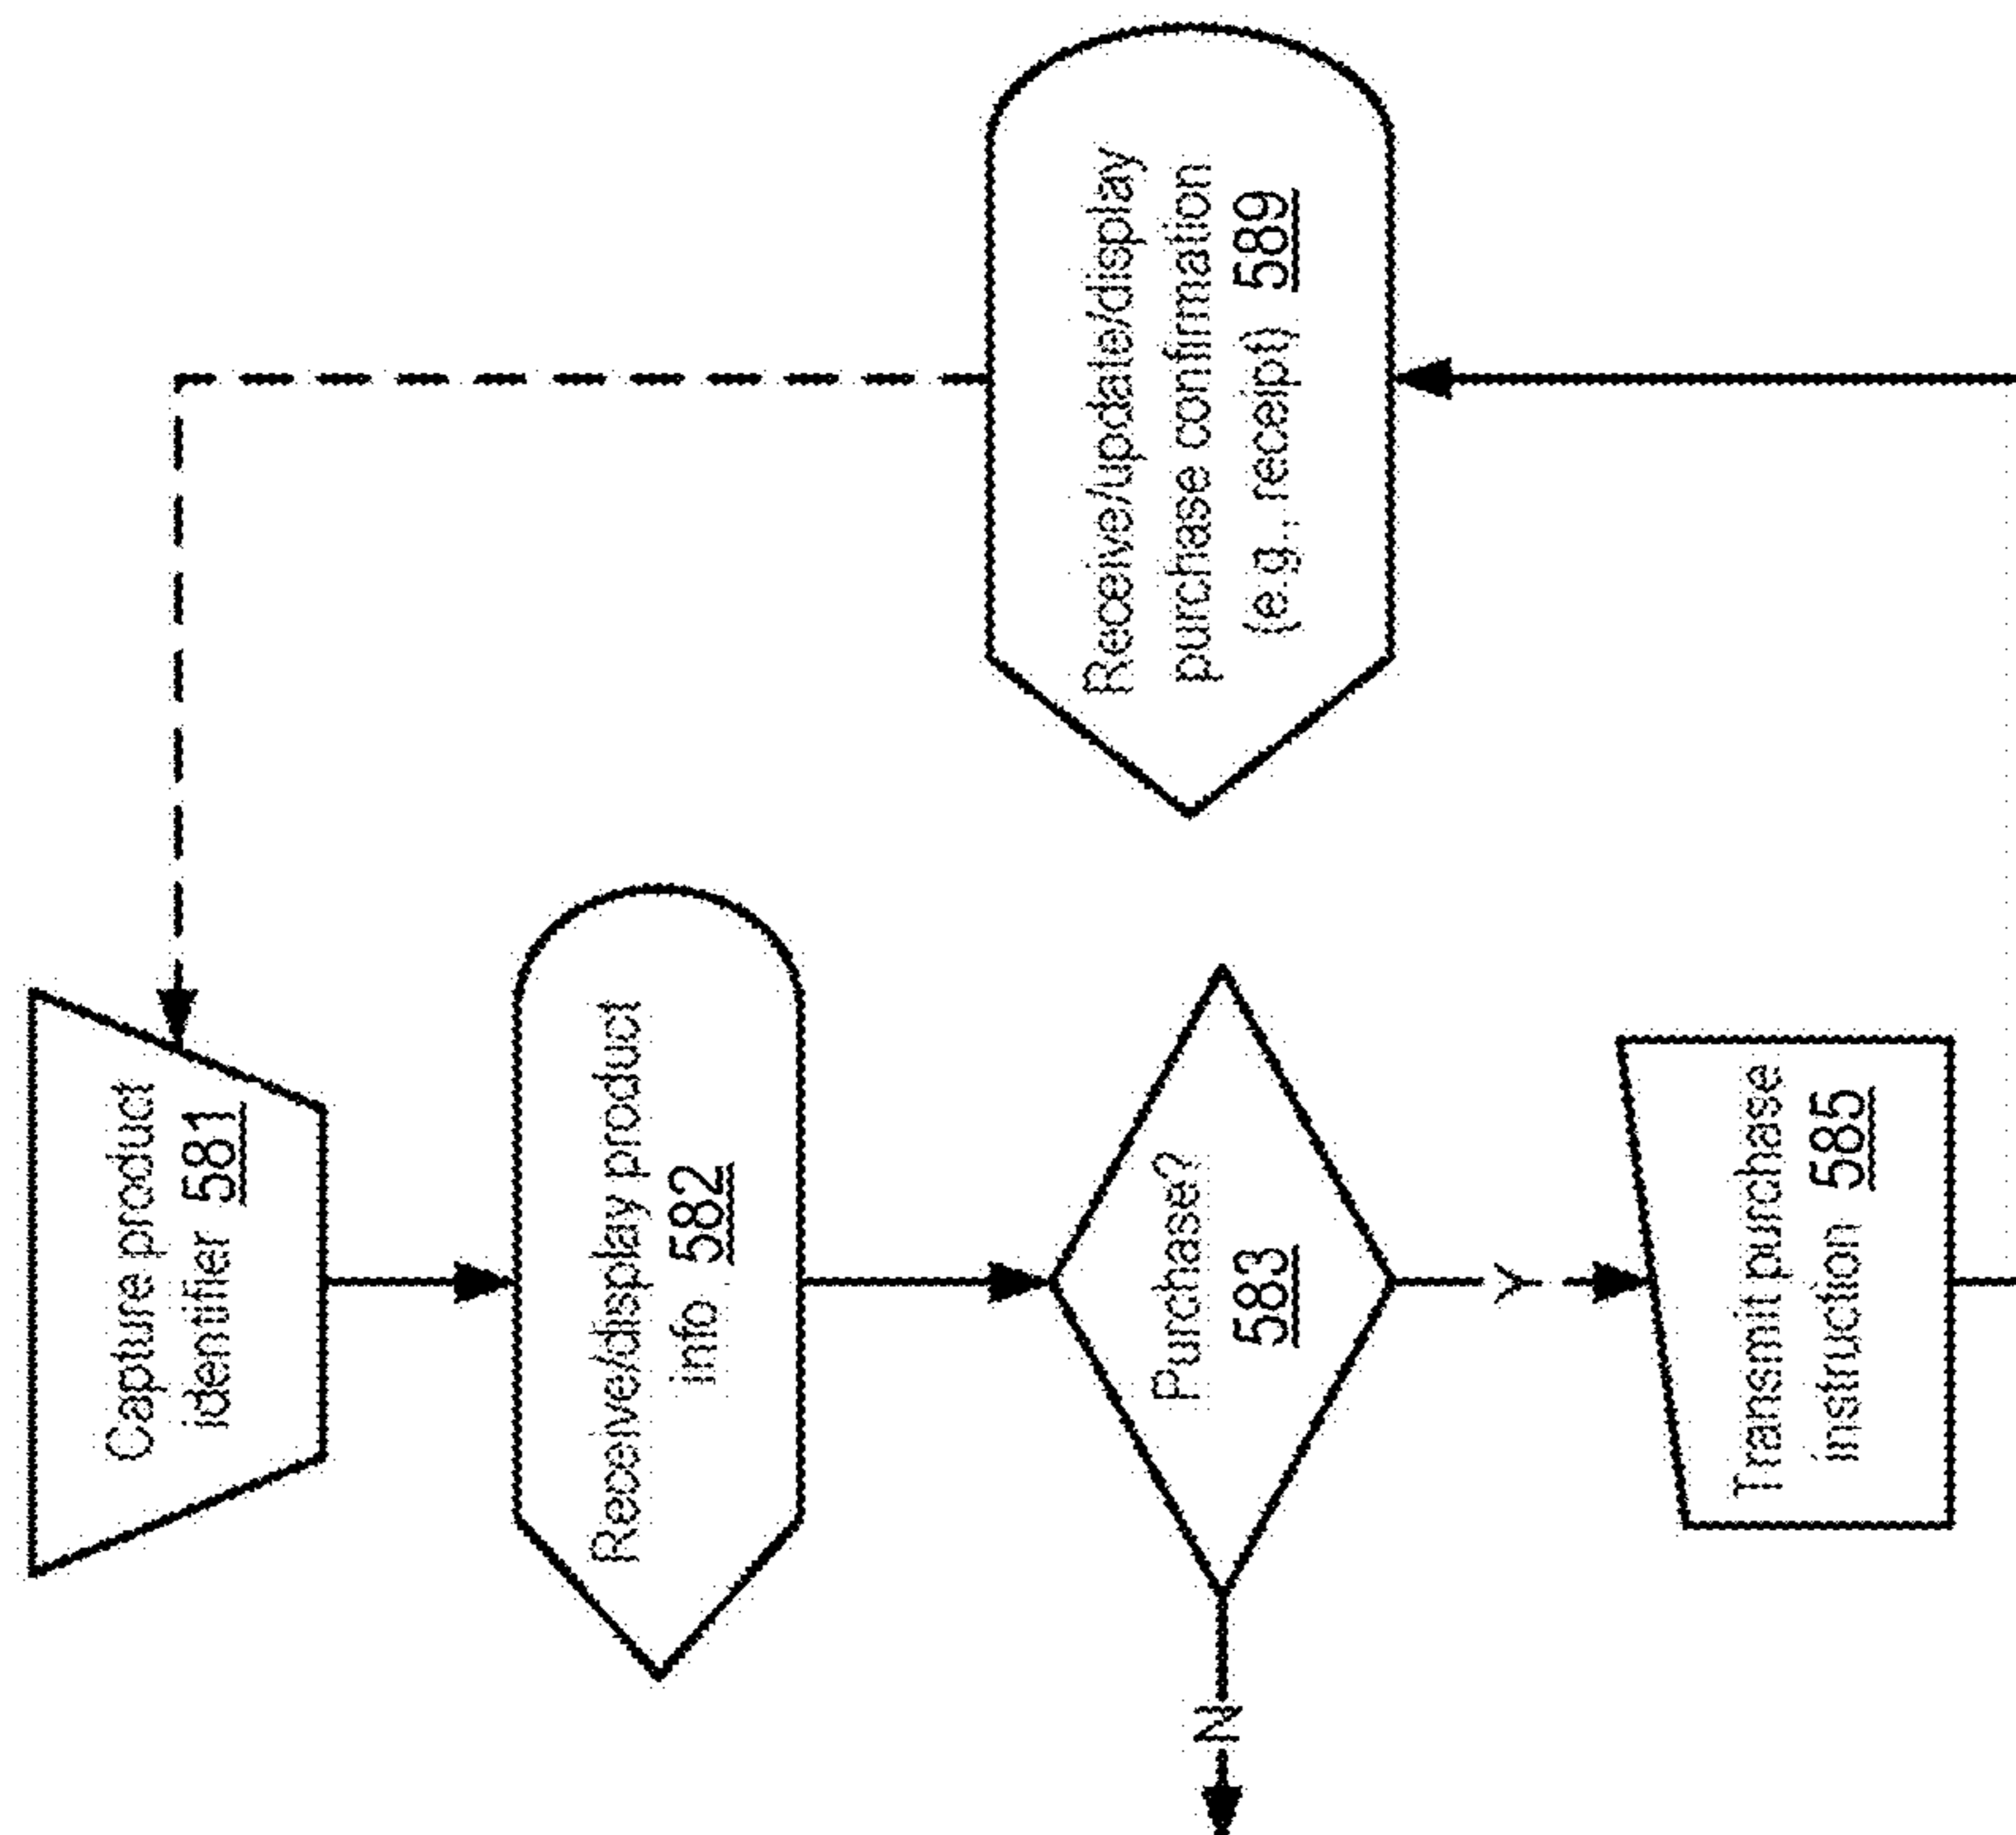 Capture product
identifier 581
Receive/display product
info 582
Purchase?
583
N
Y
Transmit purchase
instruction 585
Receive/update/display
purchase confirmation
(e.g., receipt) 589